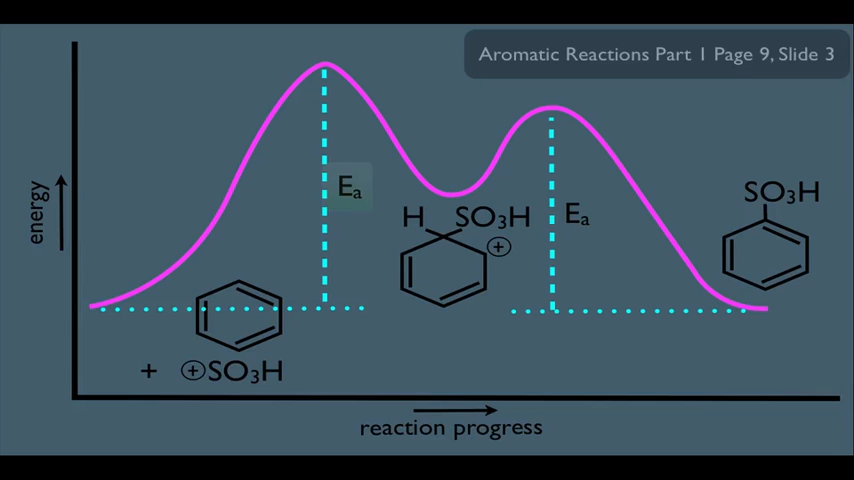 Aromatic Reactions Part 1 Page 9, Slide 3
energy
Eₐ
H SO₃H
+
Eₐ
SO₃H
+ +SO₃H
reaction progress